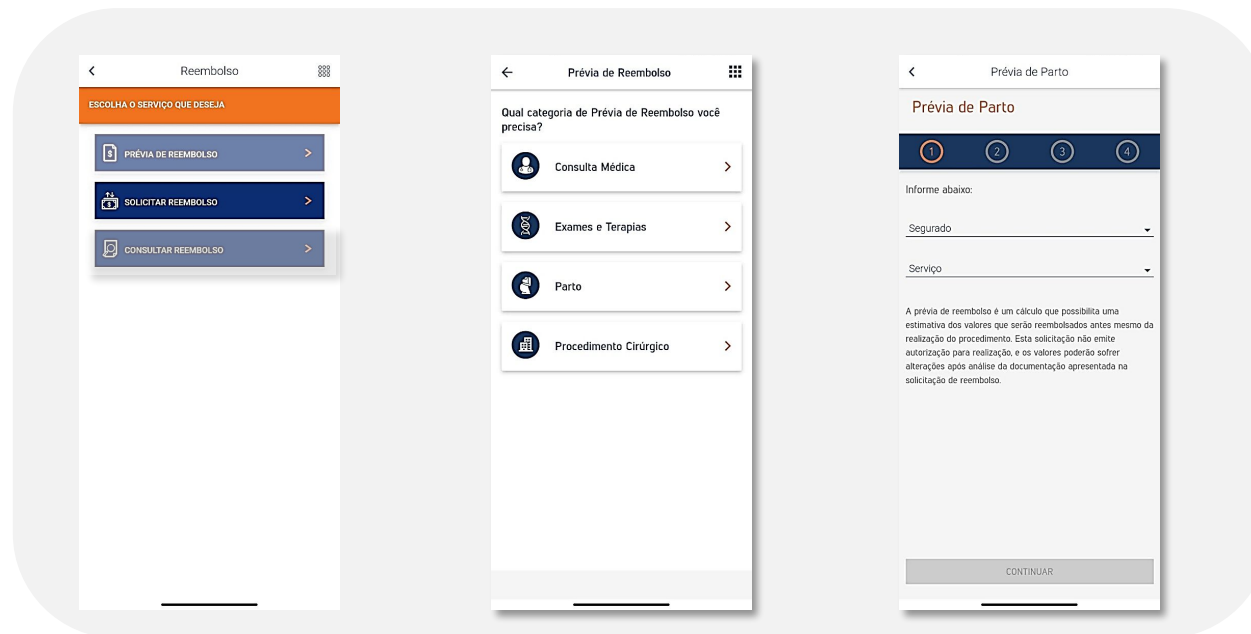 Reembolso
ESCOLHA O SERVIÇO QUE DESEJA
PRÉVIA DE REEMBOLSO
SOLICITAR REEMBOLSO
CONSULTAR REEMBOLSO
Prévia de Reembolso
Qual categoria de Prévia de Reembolso você
precisa?
Consulta Médica
Exames e Terapias
Parto
Procedimento Cirúrgico
Prévia de Parto
Prévia de Parto
1 2 3 4
Informe abaixo:
Segurado
Serviço
A prévia de reembolso é um cálculo que possibilita uma
estimativa dos valores que serão reembolsados antes mesmo da
realização do procedimento. Esta solicitação não emite
autorização para realização, e os valores poderão sofrer
alterações após análise da documentação apresentada na
solicitação de reembolso.
CONTINUAR